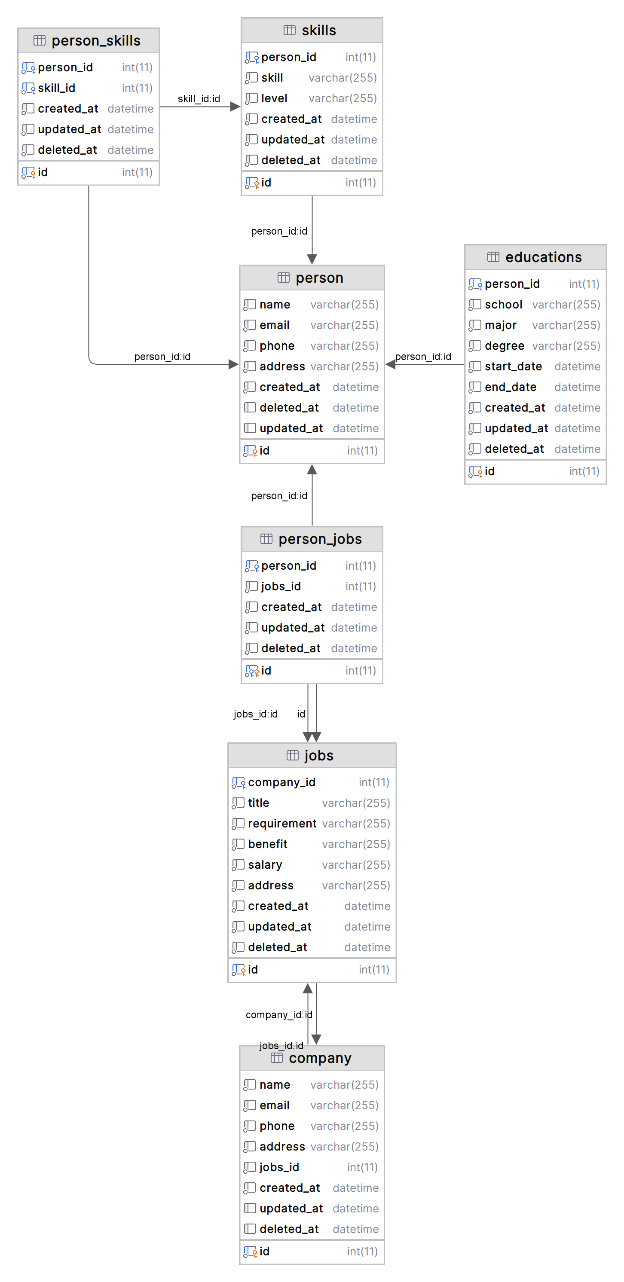 person_skills
person_id int(11)
skill_id int(11)
created_at datetime
updated_at datetime
deleted_at datetime
id int(11)
skill_id:id
skills
person_id int(11)
skill varchar(255)
level varchar(255)
created_at datetime
updated_at datetime
deleted_at datetime
id int(11)
person_id:id
person_id:id
person
name varchar(255)
email varchar(255)
phone varchar(255)
address varchar(255)
created_at datetime
deleted_at datetime
updated_at datetime
id int(11)
person_id:id
educations
person_id int(11)
school varchar(255)
major varchar(255)
degree varchar(255)
start_date datetime
end_date datetime
created_at datetime
updated_at datetime
deleted_at datetime
id int(11)
person_id:id
person_jobs
person_id int(11)
jobs_id int(11)
created_at datetime
updated_at datetime
deleted_at datetime
id int(11)
jobs_id:id id
jobs
company_id int(11)
title varchar(255)
requirement varchar(255)
benefit varchar(255)
salary varchar(255)
address varchar(255)
created_at datetime
updated_at datetime
deleted_at datetime
id int(11)
company_id:id
jobs_id:id
company
name varchar(255)
email varchar(255)
phone varchar(255)
address varchar(255)
jobs_id int(11)
created_at datetime
updated_at datetime
deleted_at datetime
id int(11)